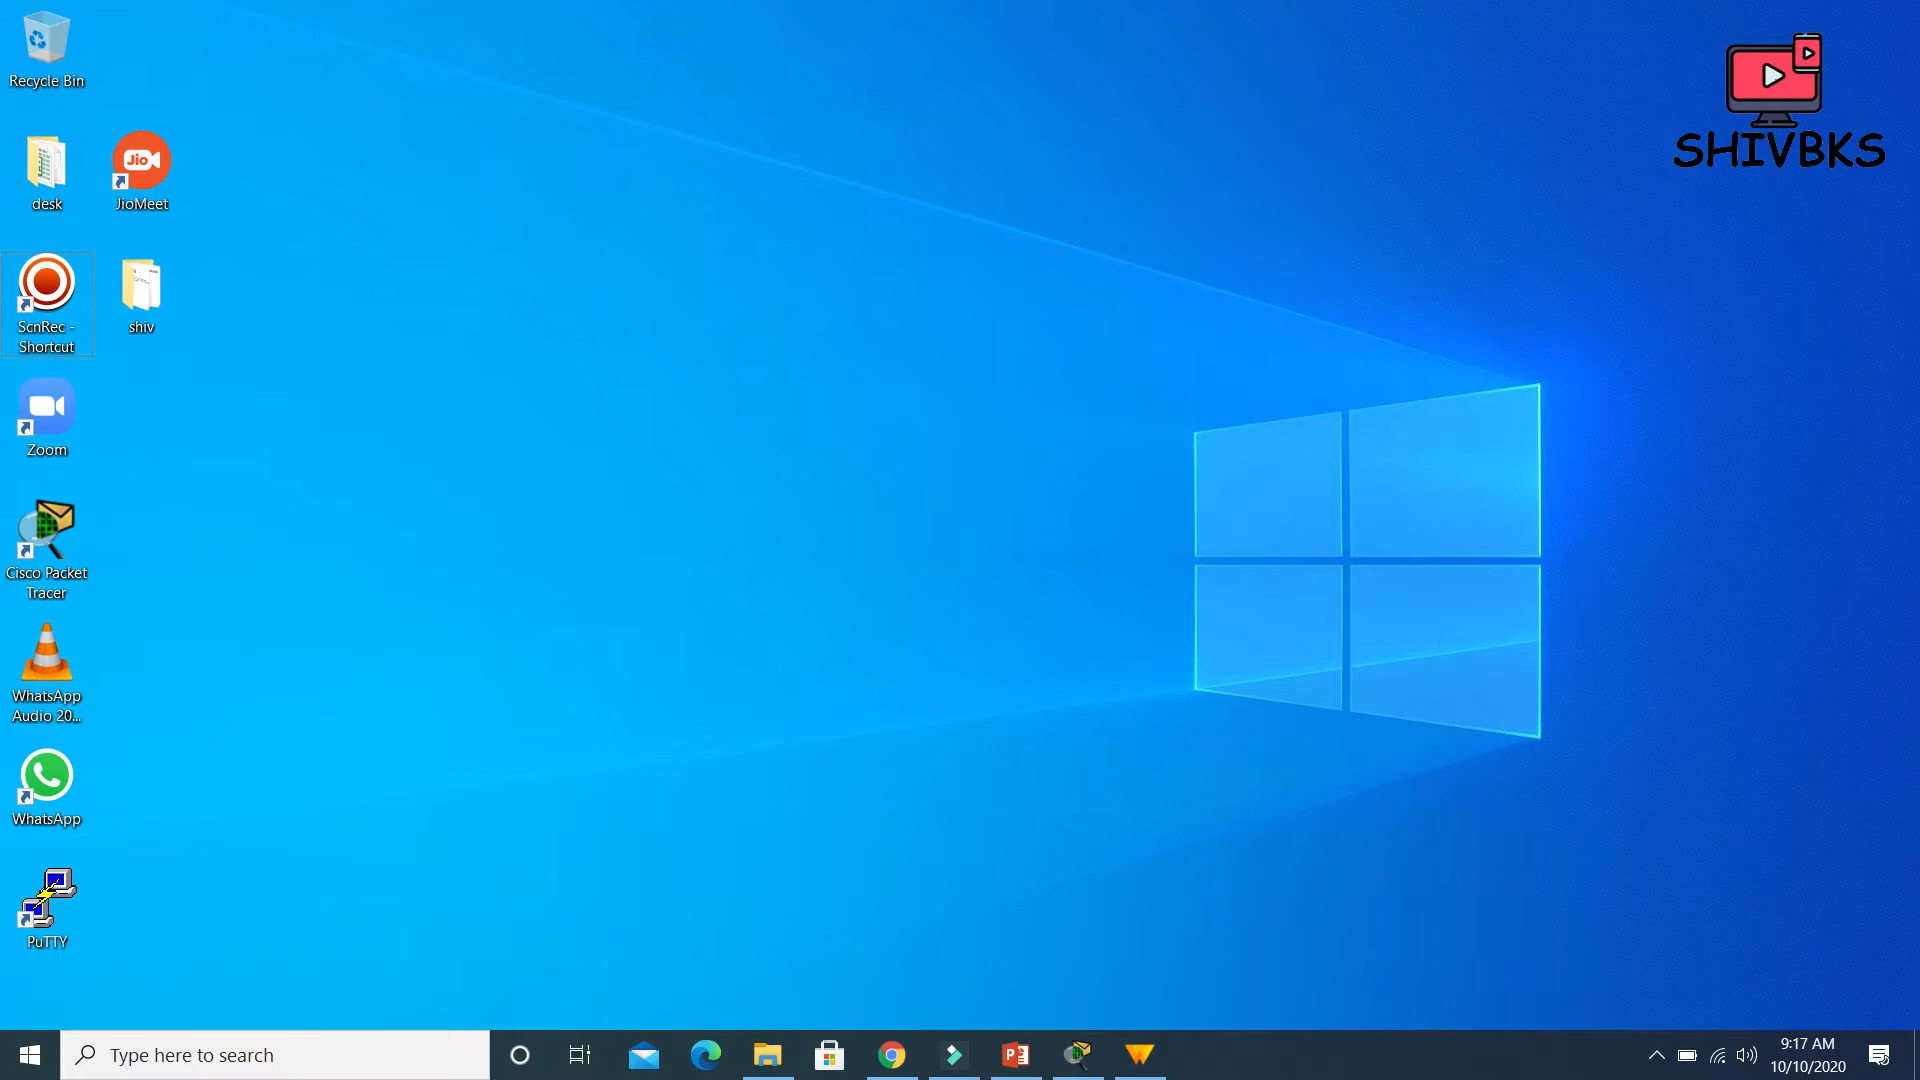 Recycle Bin
SHIVBKS
desk
Jio
JioMeet
ScnRec -
Shortcut
shiv
Zoom
Cisco Packet
Tracer
WhatsApp
Audio 20...
WhatsApp
PuTTY
Type here to search
9:17 AM
10/10/2020